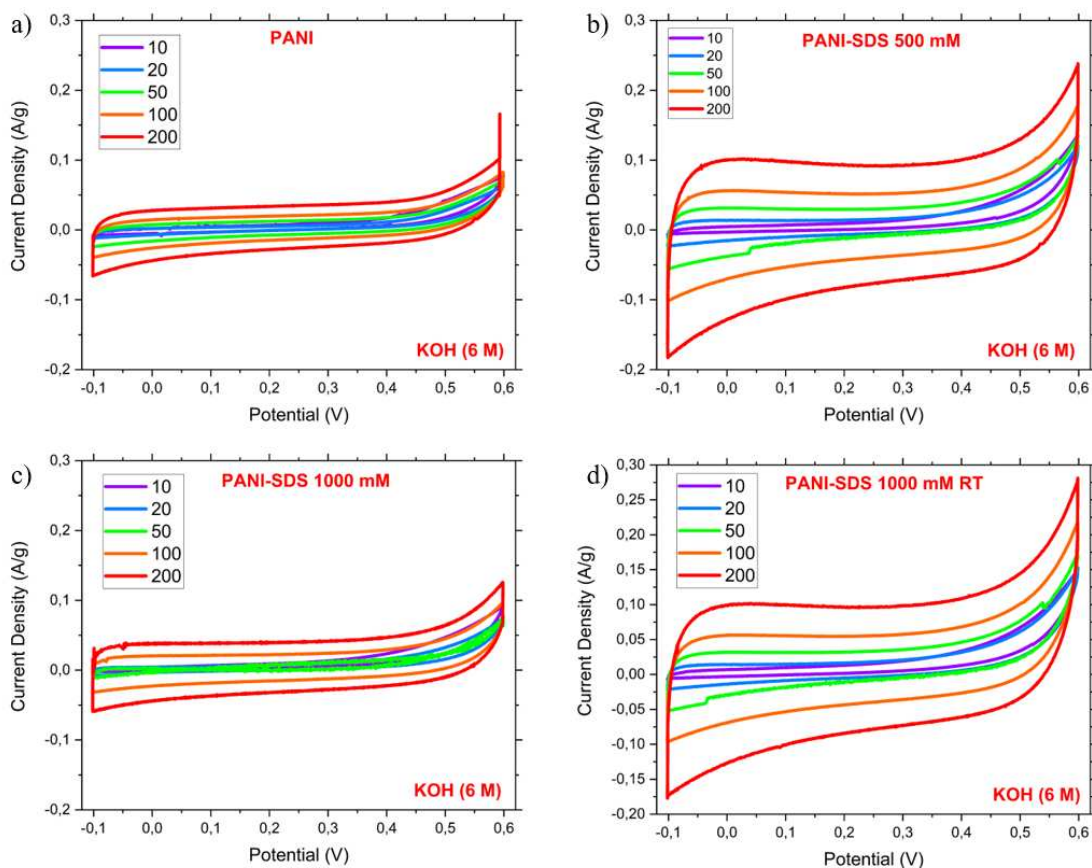 a)
PANI
10
20
50
100
200
0,3
0,2
0,1
0,0
-0,1
-0,2
Current Density (A/g)
KOH (6 M)
-0,1 0,0 0,1 0,2 0,3 0,4 0,5 0,6
Potential (V)
b)
PANI-SDS 500 mM
10
20
50
100
200
0,3
0,2
0,1
0,0
-0,1
-0,2
Current Density (A/g)
KOH (6 M)
-0,1 0,0 0,1 0,2 0,3 0,4 0,5 0,6
Potential (V)
c)
PANI-SDS 1000 mM
10
20
50
100
200
0,3
0,2
0,1
0,0
-0,1
-0,2
Current Density (A/g)
KOH (6 M)
-0,1 0,0 0,1 0,2 0,3 0,4 0,5 0,6
Potential (V)
d)
PANI-SDS 1000 mM RT
10
20
50
100
200
0,30
0,25
0,20
0,15
0,10
0,05
0,00
-0,05
-0,10
-0,15
-0,20
Current Density (A/g)
KOH (6 M)
-0,1 0,0 0,1 0,2 0,3 0,4 0,5 0,6
Potential (V)